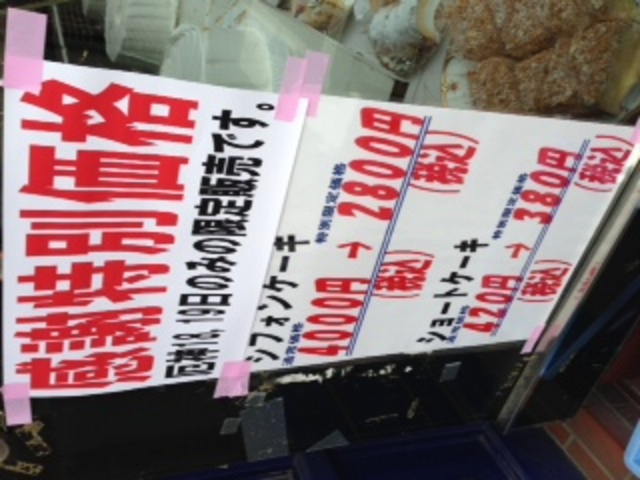 感謝特別価格
厄神18,19日のみの限定販売です。
シフォンケーキ
通常価格 特別限定価格
4000円 → 2800円
(税込) (税込)
ショートケーキ
通常価格 特別限定価格
420円 → 380円
(税込) (税込)